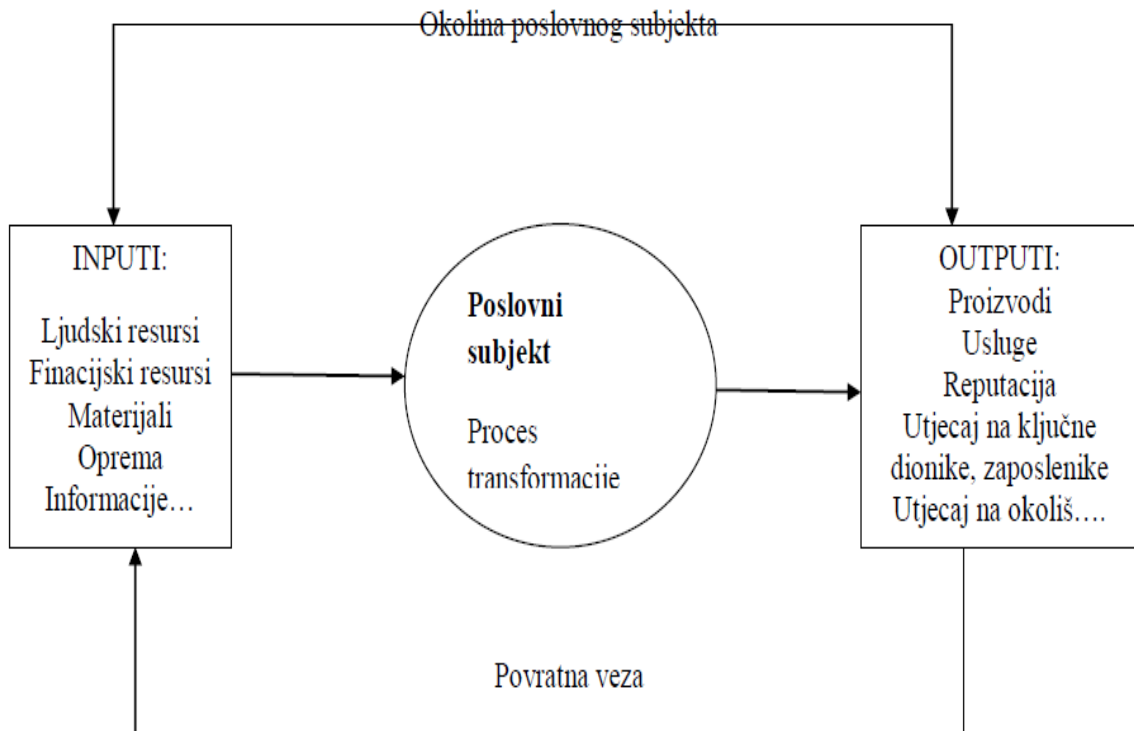 Okolina poslovnog subjekta
INPUTI:
Ljudski resursi
Finacijski resursi
Materijali
Oprema
Informacije…
Poslovni
subjekt
Proces
transformacije
OUTPUTI:
Proizvodi
Usluge
Reputacija
Utjecaj na ključne
dionike, zaposlenike
Utjecaj na okoliš….
Povratna veza